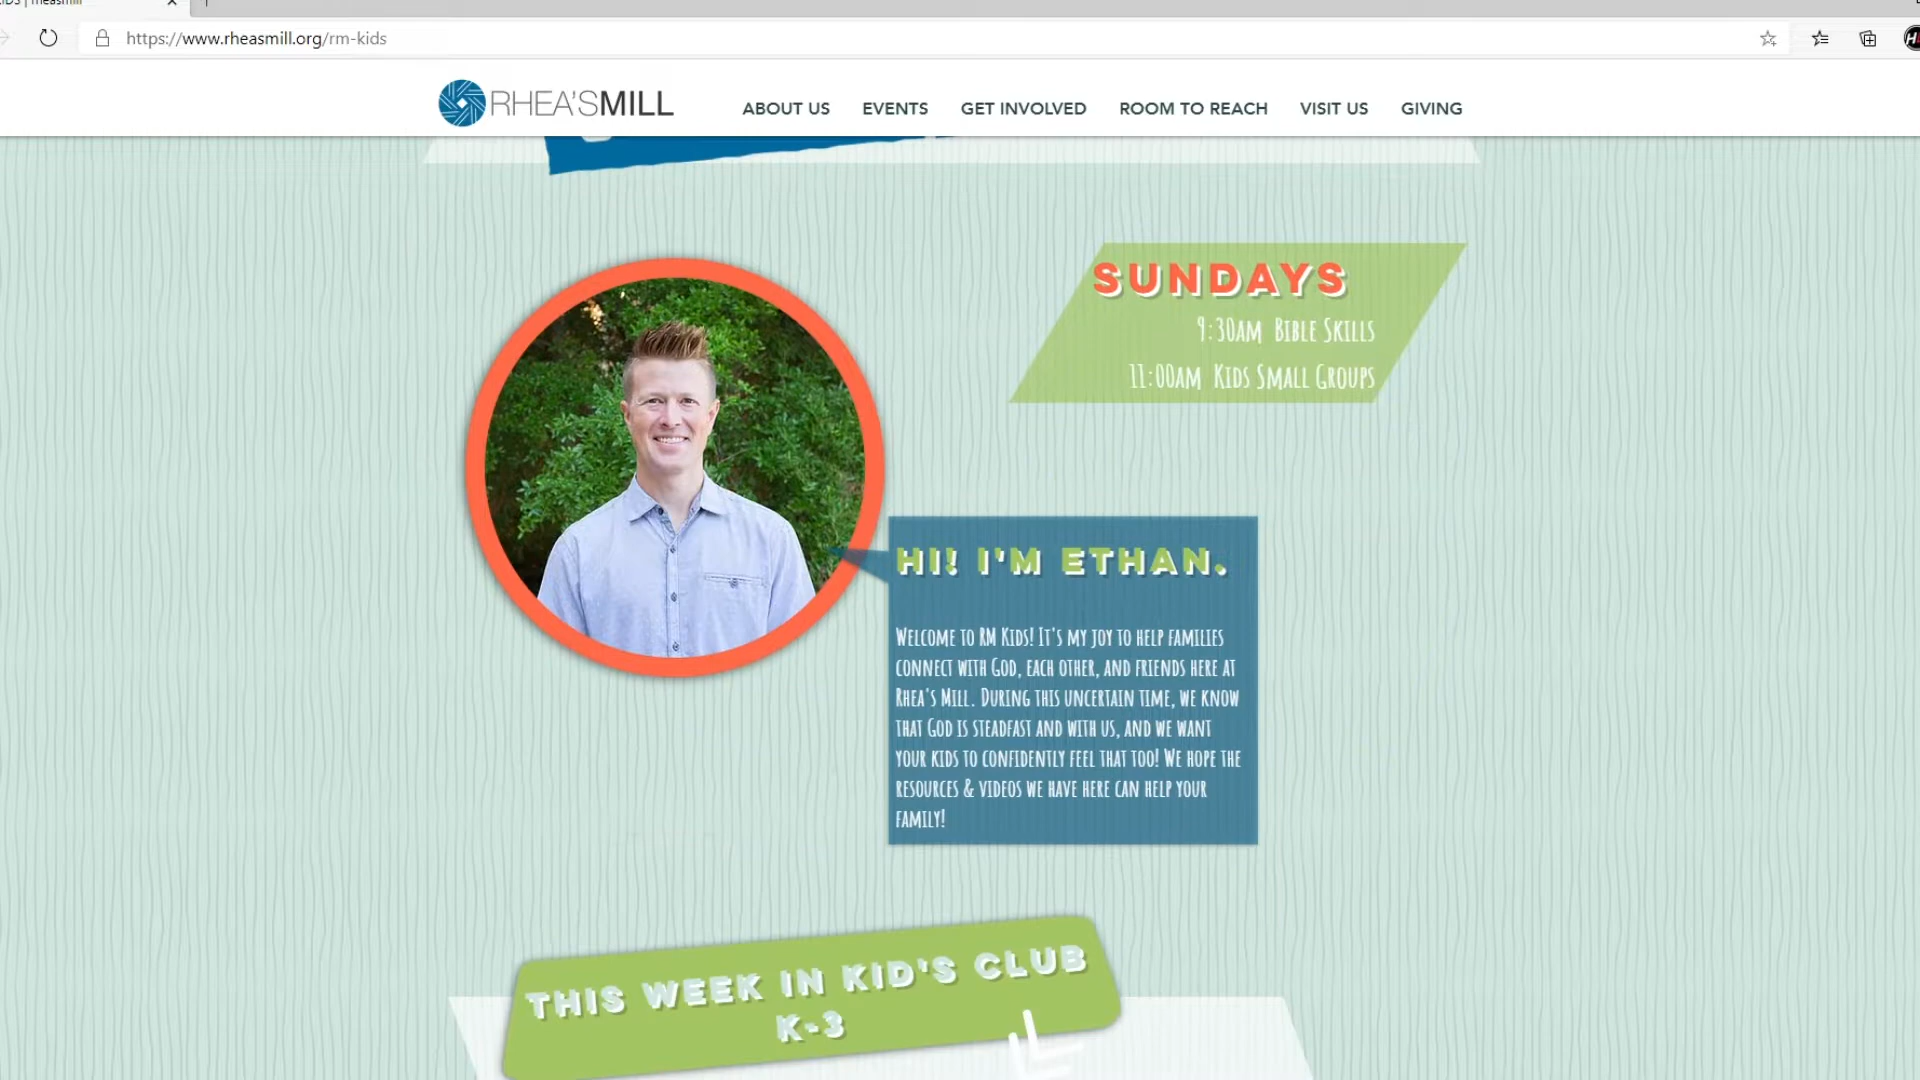 https://www.rheasmill.org/rm-kids
RHEA'SMILL
ABOUT US EVENTS GET INVOLVED ROOM TO REACH VISIT US GIVING
SUNDAYS
9:30AM BIBLE SKILLS
11:00AM KIDS SMALL GROUPS
HI! I'M ETHAN.
WELCOME TO RM KIDS! IT'S MY JOY TO HELP FAMILIES
CONNECT WITH GOD, EACH OTHER, AND FRIENDS HERE AT
RHEA'S MILL. DURING THIS UNCERTAIN TIME, WE KNOW
THAT GOD IS STEADFAST AND WITH US, AND WE WANT
YOUR KIDS TO CONFIDENTLY FEEL THAT TOO! WE HOPE THE
RESOURCES & VIDEOS WE HAVE HERE CAN HELP YOUR
FAMILY!
THIS WEEK IN KID'S CLUB
K-3